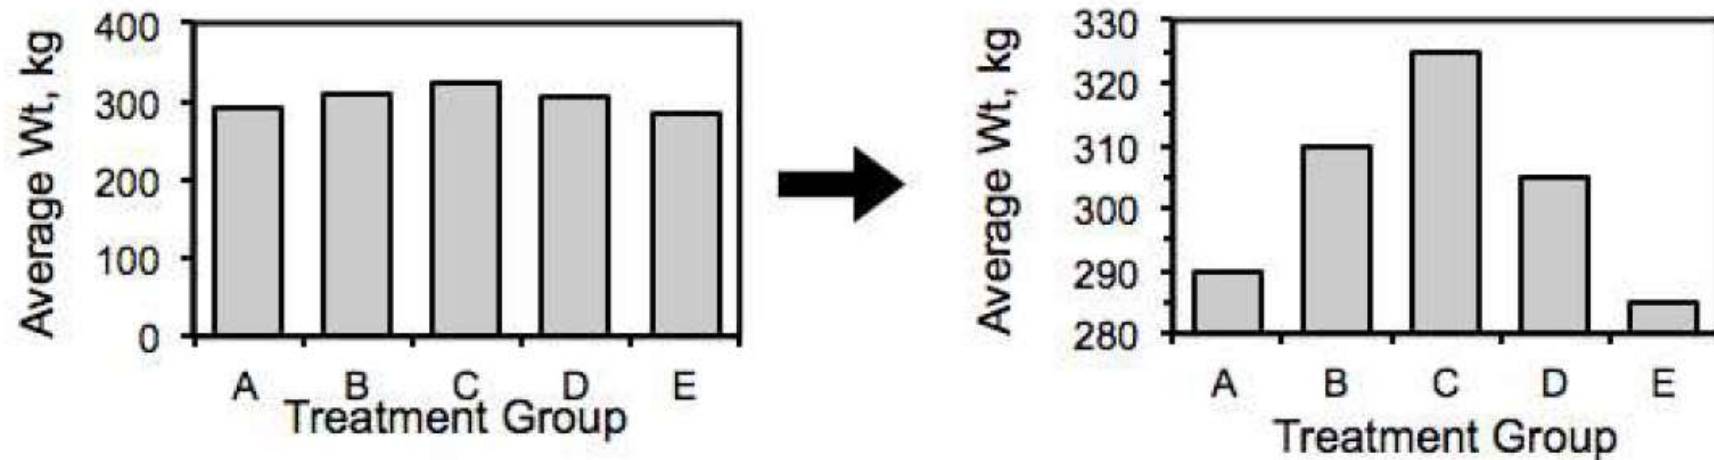 Average Wt, kg
400
300
200
100
0
A B C D E
Treatment Group
Average Wt, kg
330
320
310
300
290
280
A B C D E
Treatment Group